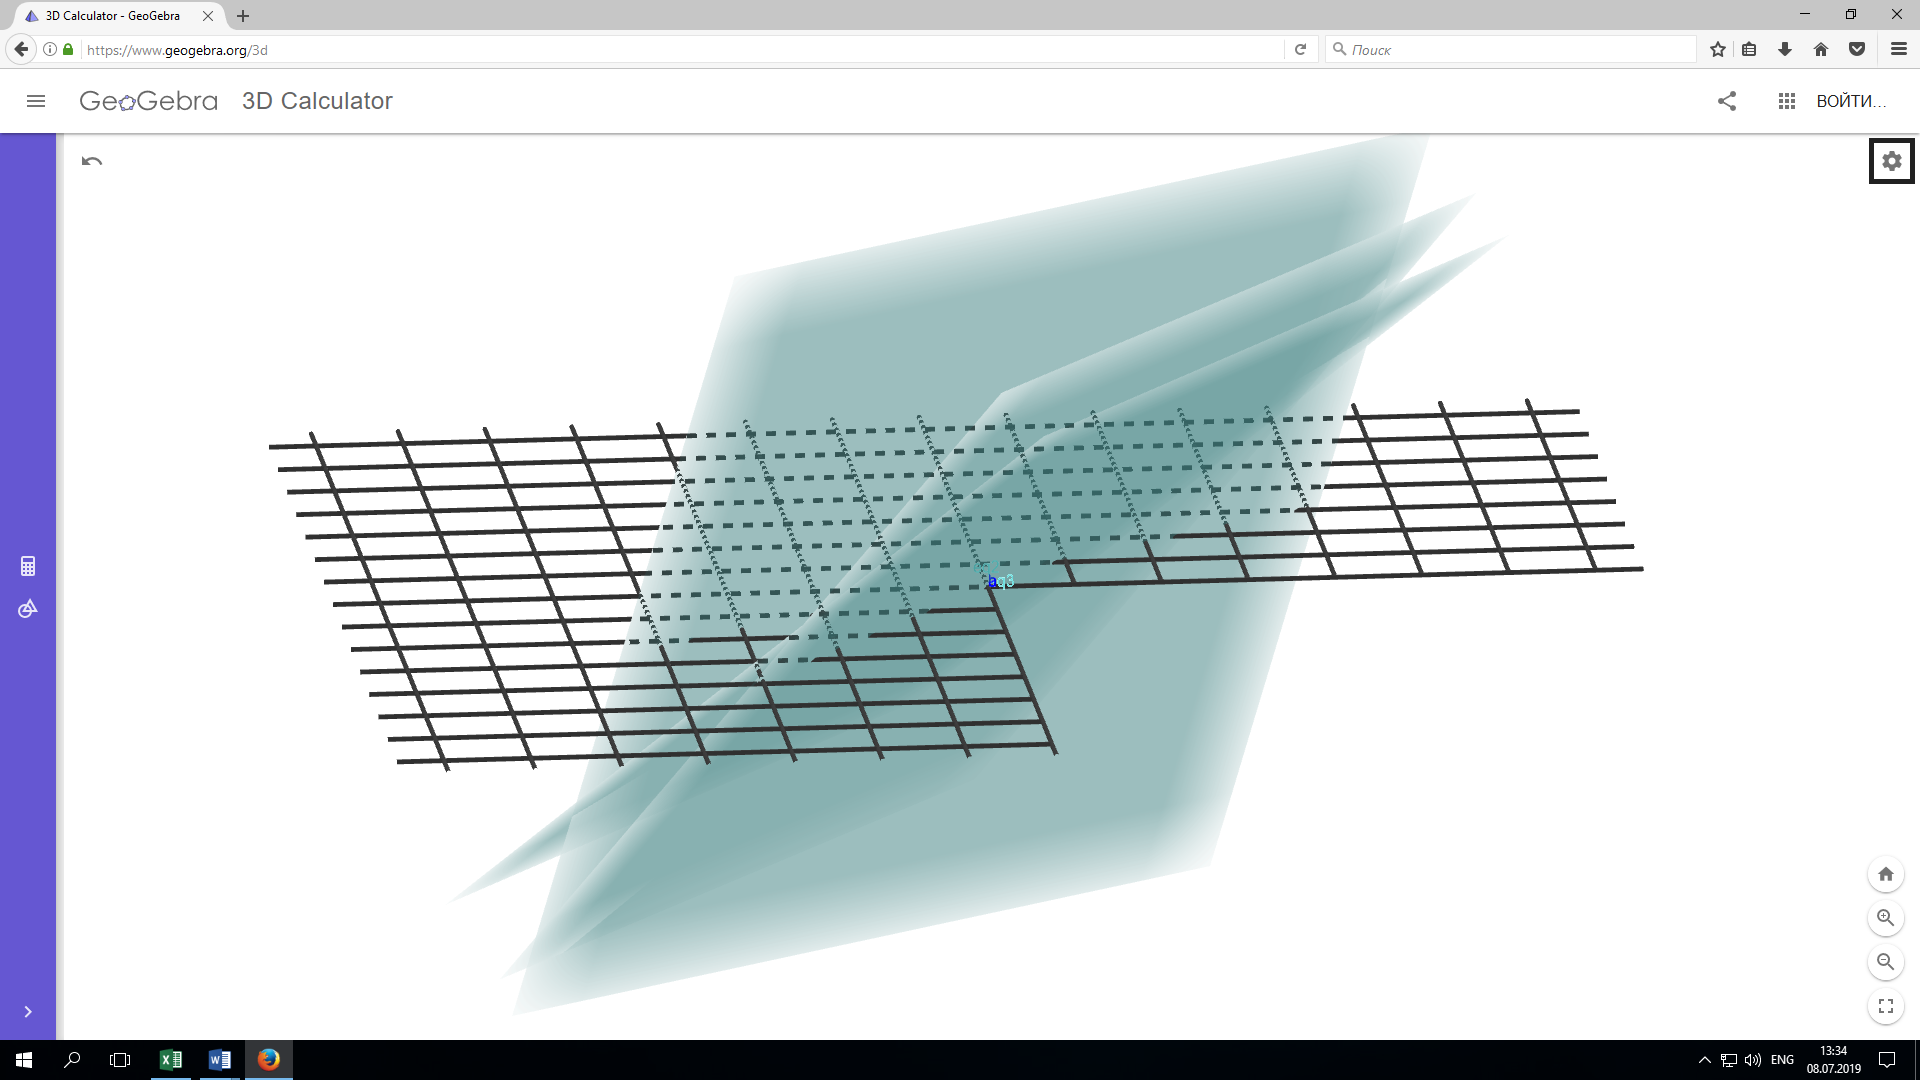 3D Calculator - GeoGebra
https://www.geogebra.org/3d
Поиск
GeoGebra 3D Calculator
ВОЙТИ...
ENG
13:34
08.07.2019